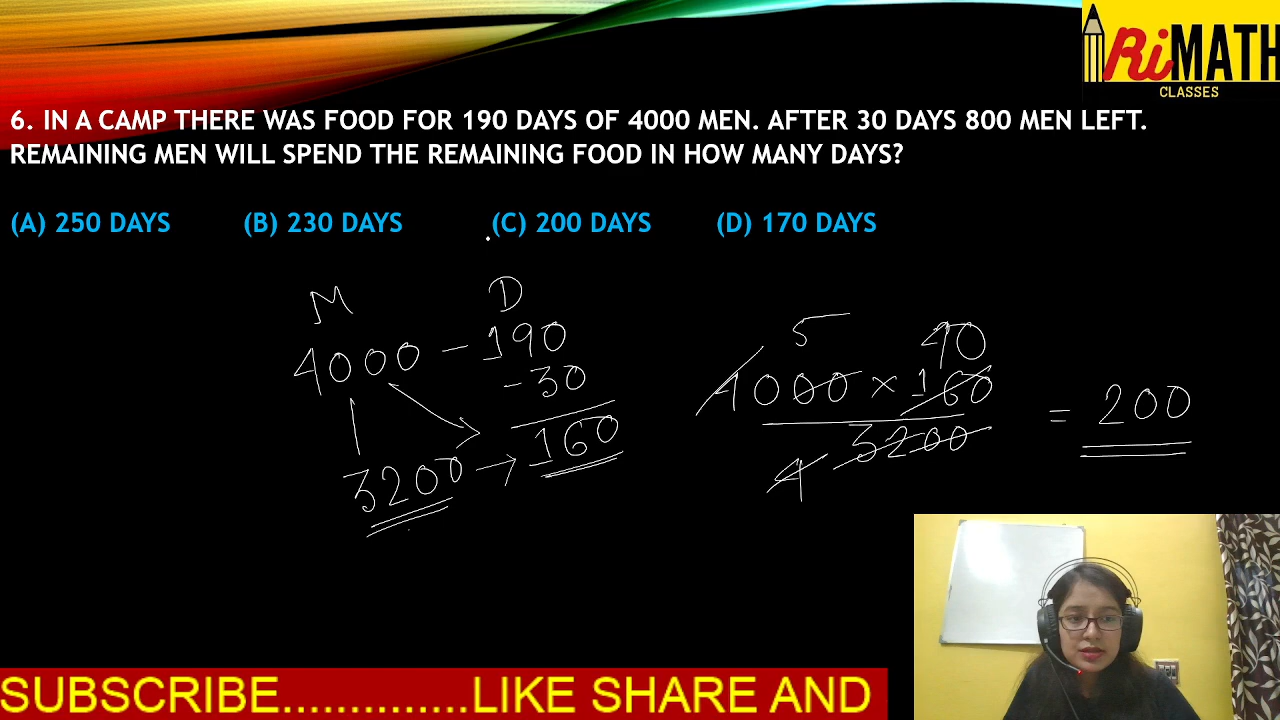 RiMATH
CLASSES
6. IN A CAMP THERE WAS FOOD FOR 190 DAYS OF 4000 MEN. AFTER 30 DAYS 800 MEN LEFT.
REMAINING MEN WILL SPEND THE REMAINING FOOD IN HOW MANY DAYS?
(A) 250 DAYS (B) 230 DAYS (C) 200 DAYS (D) 170 DAYS
M D
4000 – 190
-30
3200 → 160
5 40
4000 × 160
3200
4
= 200
SUBSCRIBE..............LIKE SHARE AND